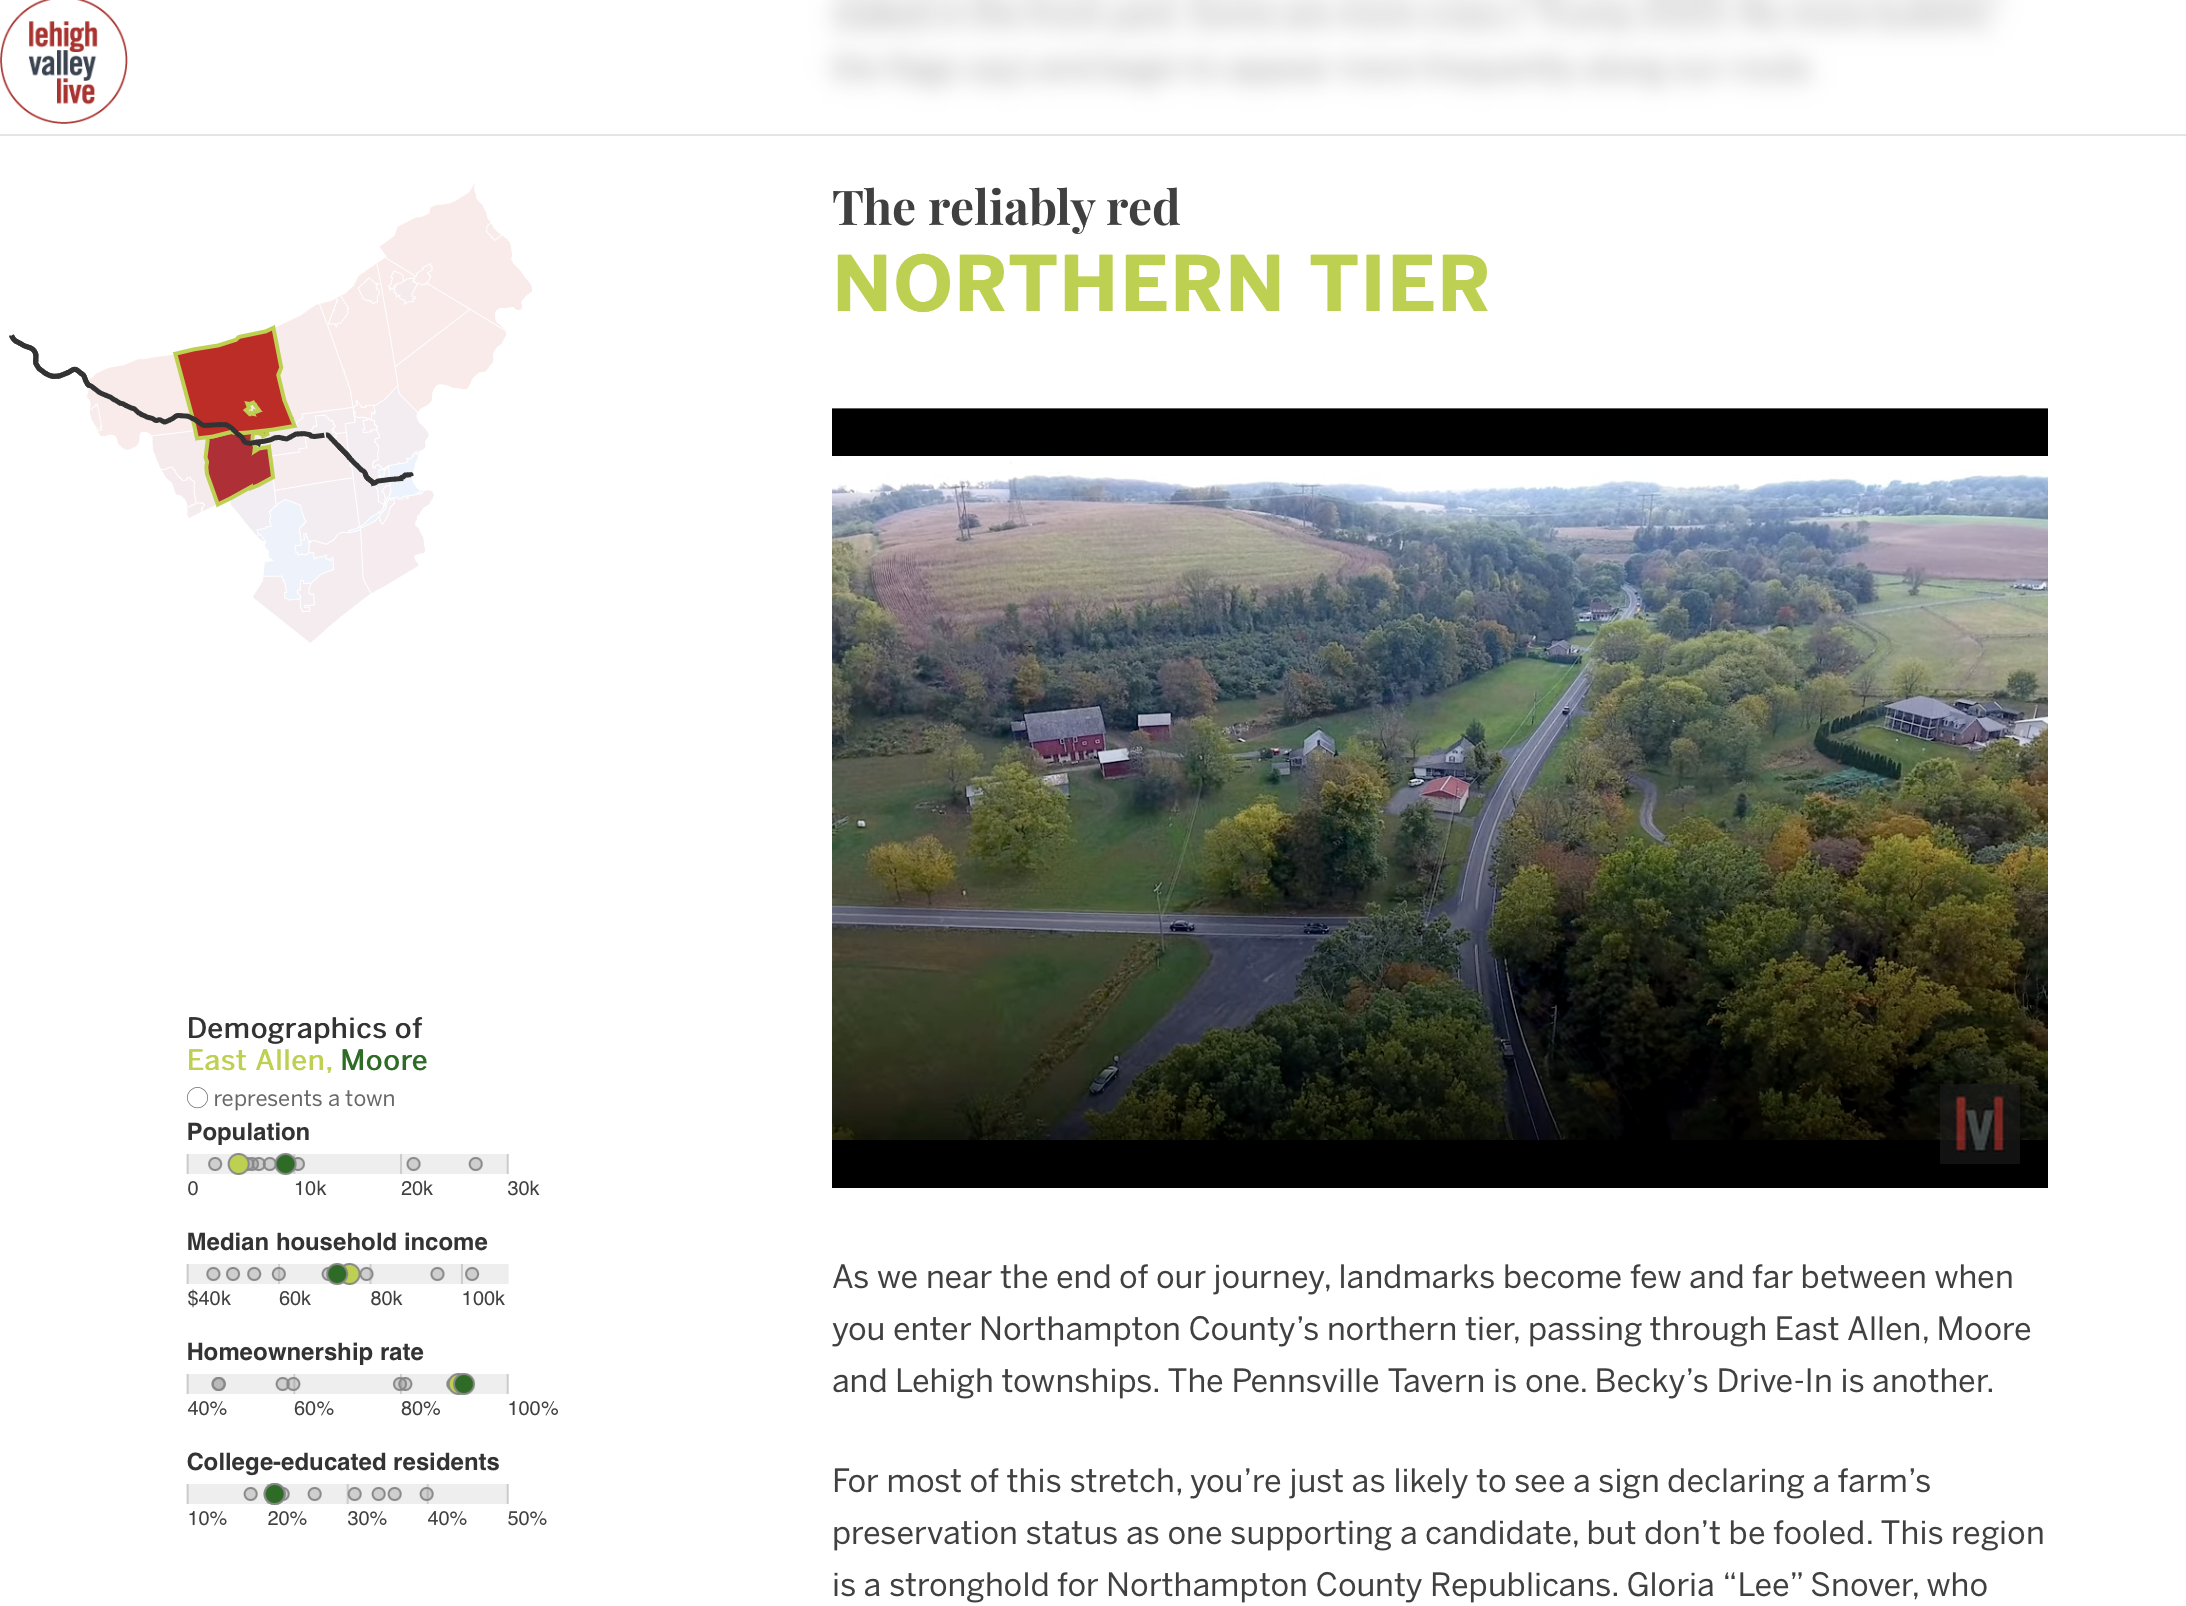 lehigh
valley
live
The reliably red
NORTHERN TIER
lvl
Demographics of
East Allen, Moore
represents a town
Population
0 10k 20k 30k
Median household income
$40k 60k 80k 100k
Homeownership rate
40% 60% 80% 100%
College-educated residents
10% 20% 30% 40% 50%
As we near the end of our journey, landmarks become few and far between when
you enter Northampton County’s northern tier, passing through East Allen, Moore
and Lehigh townships. The Pennsville Tavern is one. Becky’s Drive-In is another.
For most of this stretch, you’re just as likely to see a sign declaring a farm’s
preservation status as one supporting a candidate, but don’t be fooled. This region
is a stronghold for Northampton County Republicans. Gloria “Lee” Snover, who